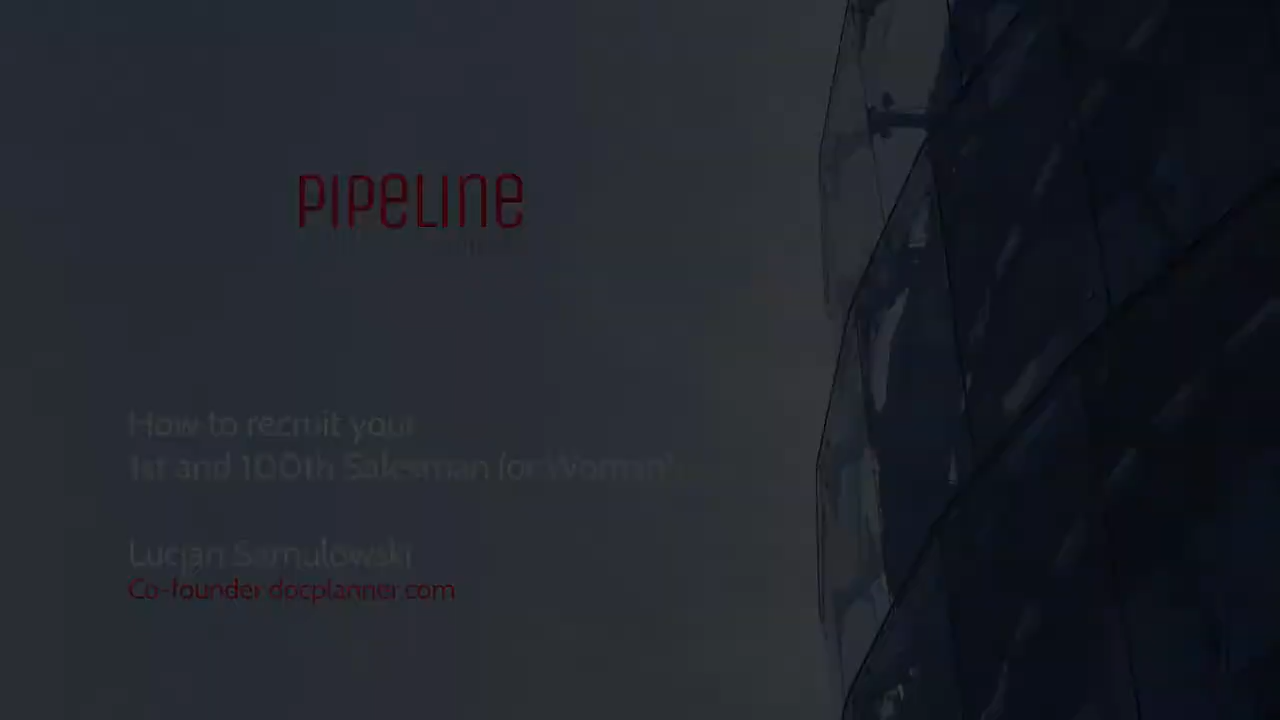 PIPELINE
How to recruit your
1st and 100th Salesman (or Woman)
Lucjan Samulowski
Co-founder docplanner.com